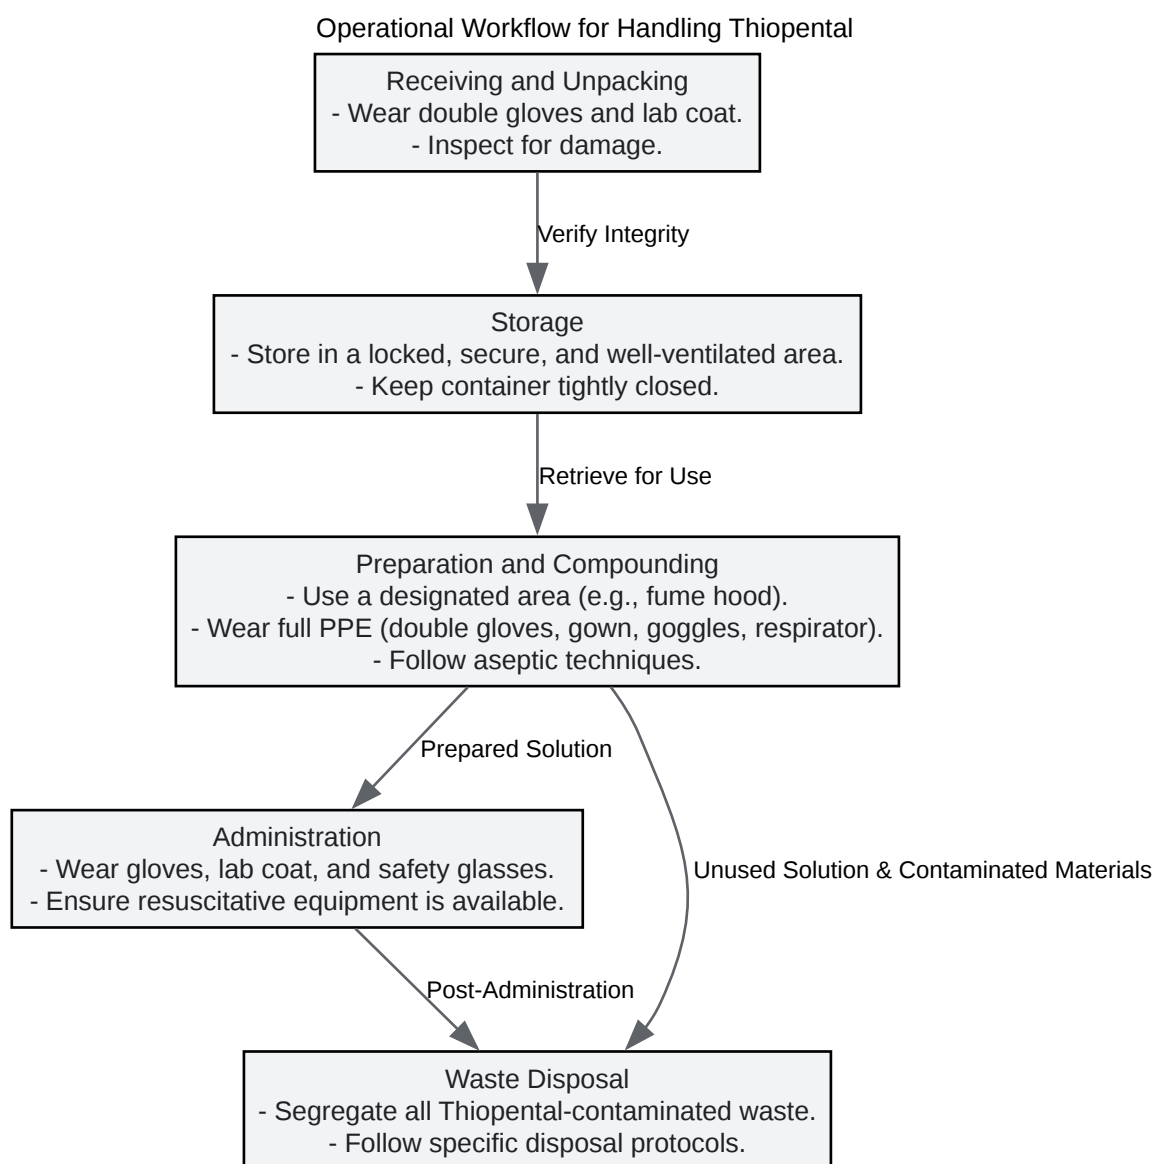 Operational Workflow for Handling Thiopental
Receiving and Unpacking
- Wear double gloves and lab coat.
- Inspect for damage.
Verify Integrity
Storage
- Store in a locked, secure, and well-ventilated area.
- Keep container tightly closed.
Retrieve for Use
Preparation and Compounding
- Use a designated area (e.g., fume hood).
- Wear full PPE (double gloves, gown, goggles, respirator).
- Follow aseptic techniques.
Prepared Solution
Administration
- Wear gloves, lab coat, and safety glasses.
- Ensure resuscitative equipment is available.
Unused Solution & Contaminated Materials
Post-Administration
Waste Disposal
- Segregate all Thiopental-contaminated waste.
- Follow specific disposal protocols.